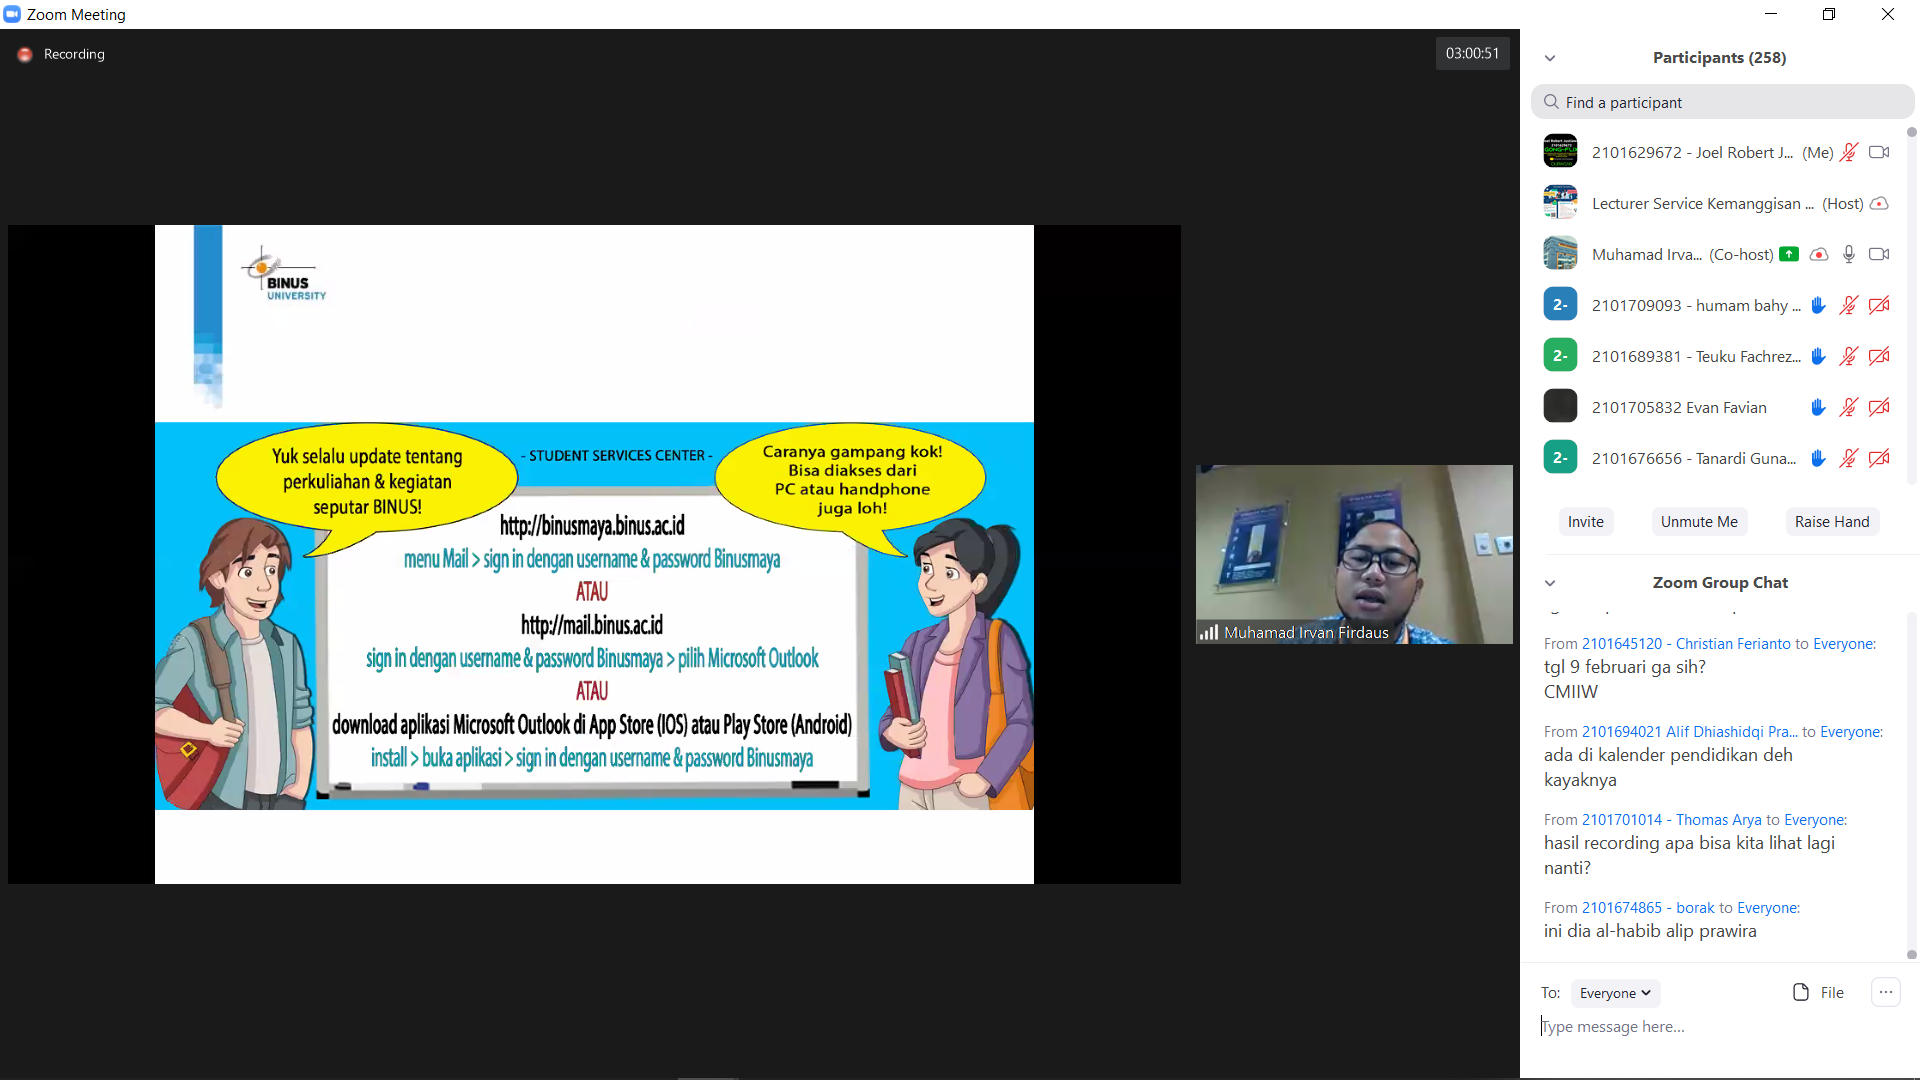 Zoom Meeting
Recording
03:00:51
BINUS
UNIVERSITY
Yuk selalu update tentang
perkuliahan & kegiatan
seputar BINUS!
- STUDENT SERVICES CENTER -
Caranya gampang kok!
Bisa diakses dari
PC atau handphone
juga loh!
http://binusmaya.binus.ac.id
menu Mail > sign in dengan username & password Binusmaya
ATAU
http://mail.binus.ac.id
sign in dengan username & password Binusmaya > pilih Microsoft Outlook
ATAU
download aplikasi Microsoft Outlook di App Store (IOS) atau Play Store (Android)
install > buka aplikasi > sign in dengan username & password Binusmaya
Muhamad Irvan Firdaus
Participants (258)
Find a participant
2101629672 - Joel Robert J... (Me)
Lecturer Service Kemanggisan ... (Host)
Muhamad Irva... (Co-host)
2- 2101709093 - humam bahy ...
2- 2101689381 - Teuku Fachrez...
2101705832 Evan Favian
2- 2101676656 - Tanardi Guna...
Invite Unmute Me Raise Hand
Zoom Group Chat
From 2101645120 - Christian Ferianto to Everyone:
tgl 9 februari ga sih?
CMIIW
From 2101694021 Alif Dhiashidqi Pra... to Everyone:
ada di kalender pendidikan deh
kayaknya
From 2101701014 - Thomas Arya to Everyone:
hasil recording apa bisa kita lihat lagi
nanti?
From 2101674865 - borak to Everyone:
ini dia al-habib alip prawira
To: Everyone File ...
Type message here...